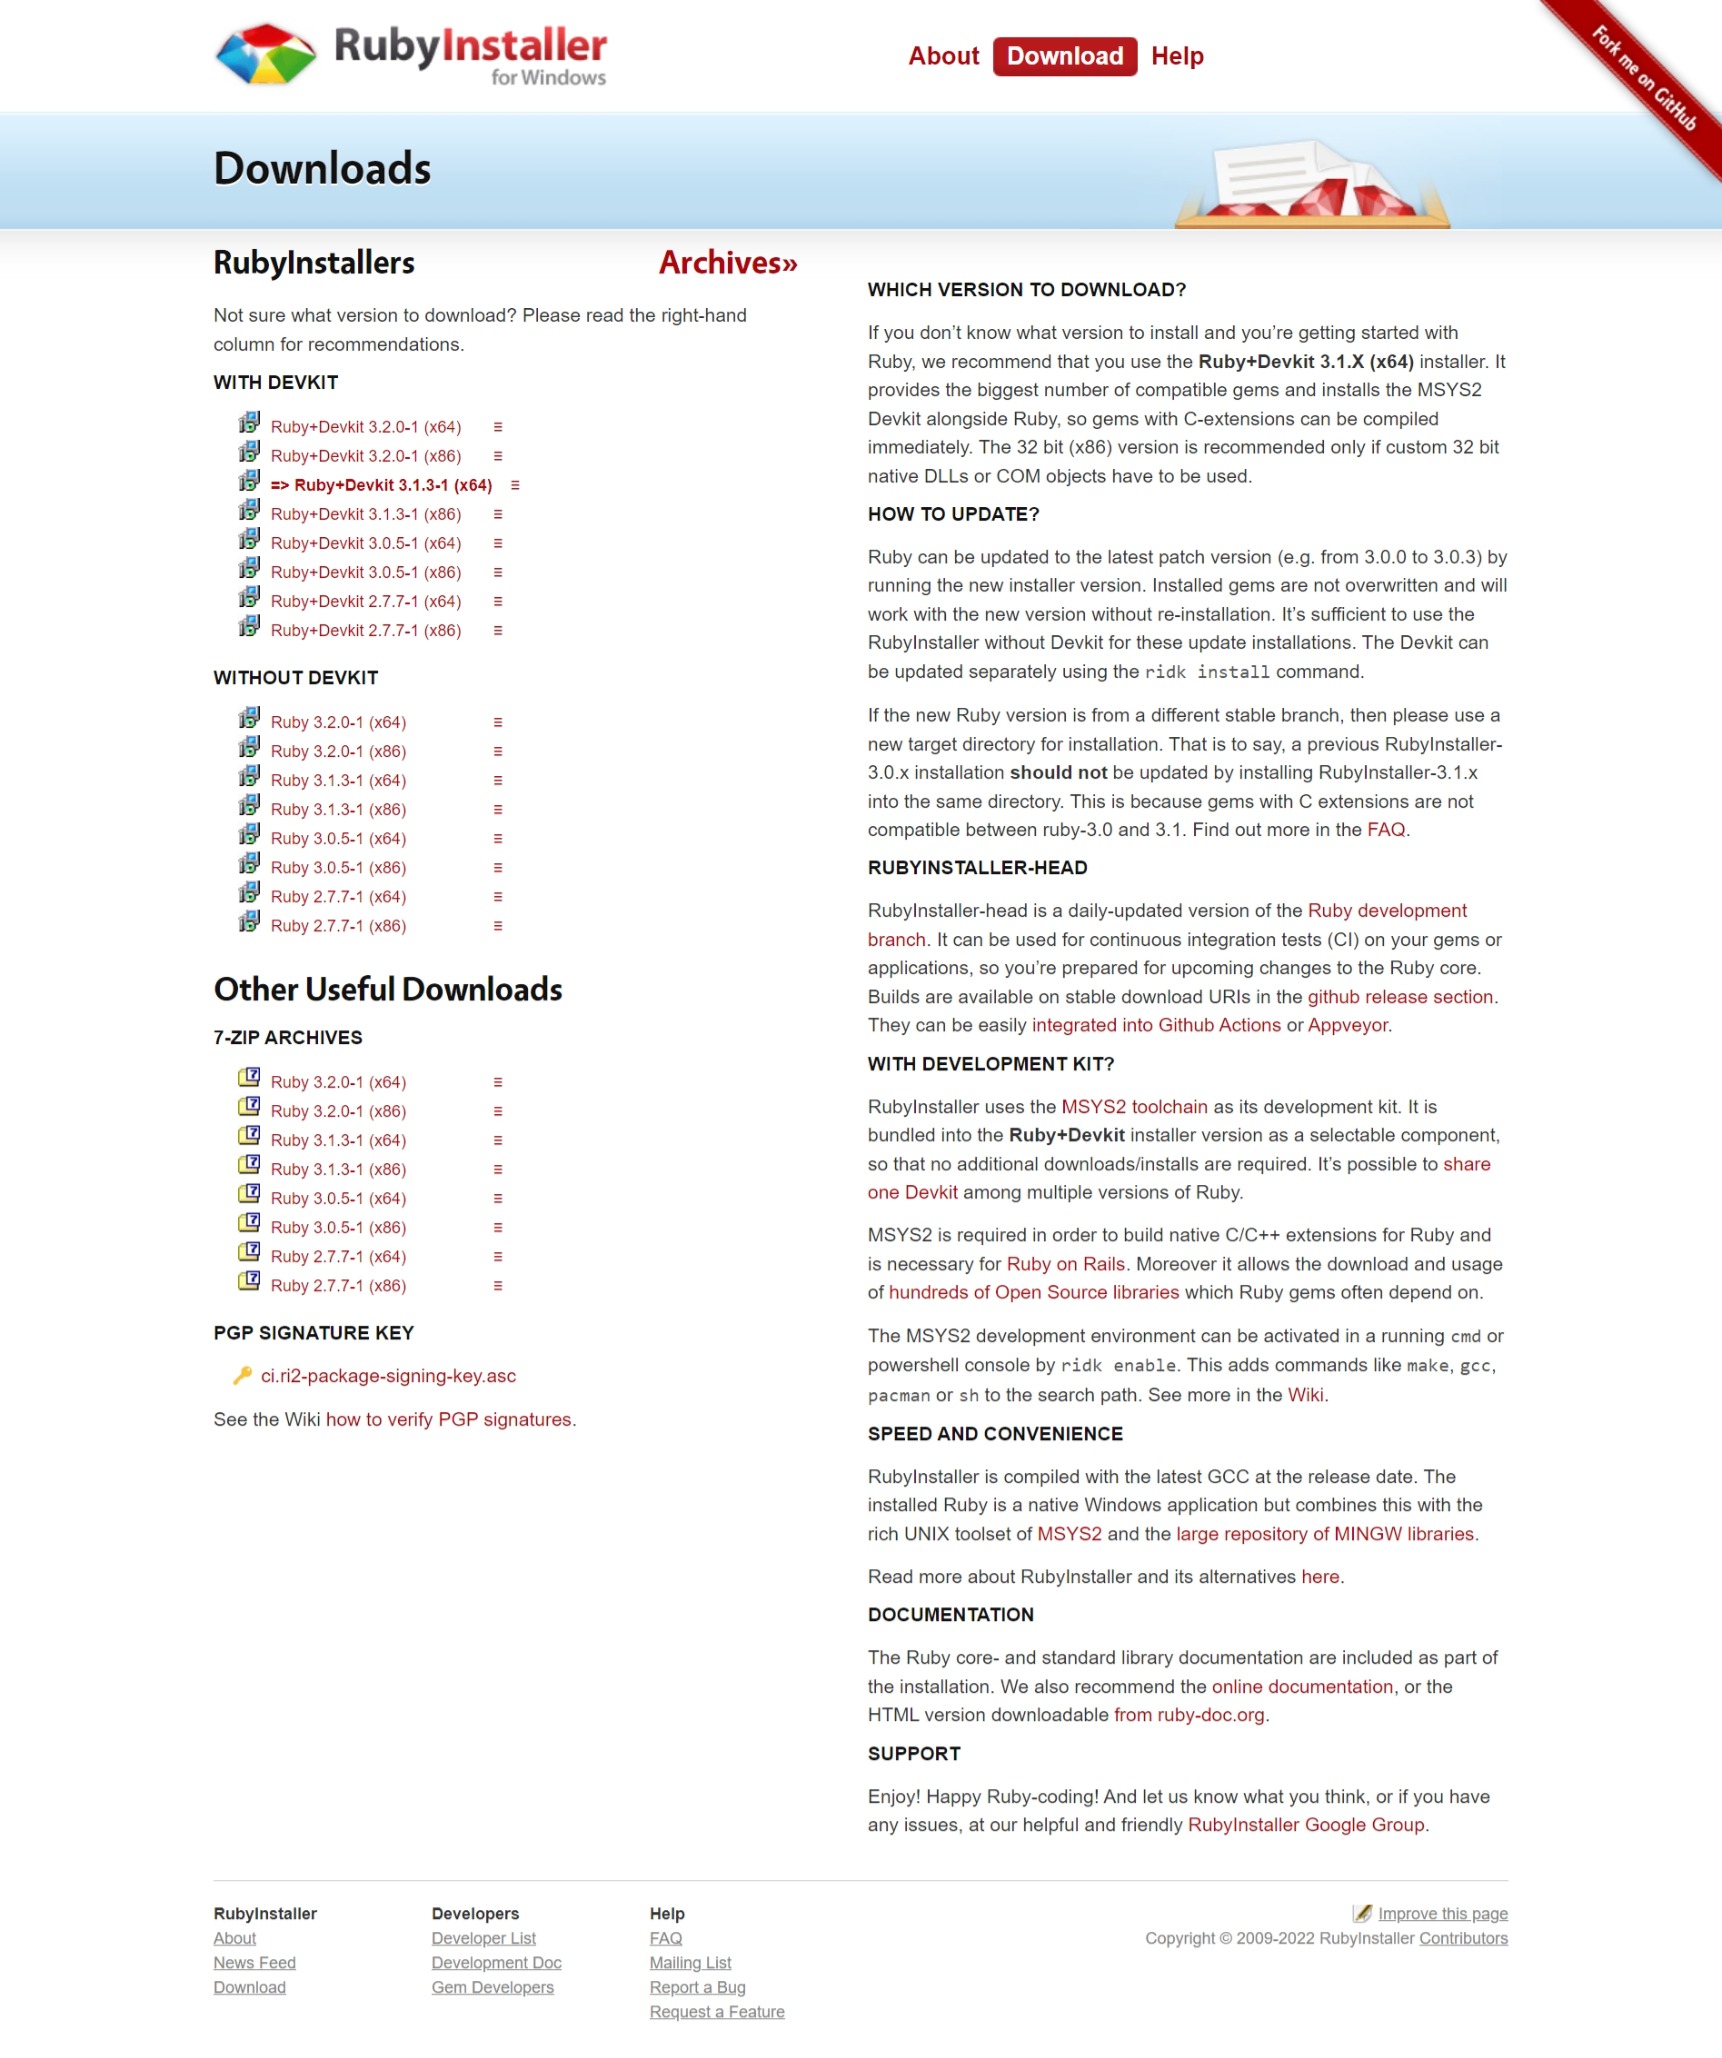 RubyInstaller
for Windows
About Download Help
Fork me on GitHub
Downloads
RubyInstallers
Archives»
Not sure what version to download? Please read the right-hand
column for recommendations.
WITH DEVKIT
Ruby+Devkit 3.2.0-1 (x64) ≡
Ruby+Devkit 3.2.0-1 (x86) ≡
=> Ruby+Devkit 3.1.3-1 (x64) ≡
Ruby+Devkit 3.1.3-1 (x86) ≡
Ruby+Devkit 3.0.5-1 (x64) ≡
Ruby+Devkit 3.0.5-1 (x86) ≡
Ruby+Devkit 2.7.7-1 (x64) ≡
Ruby+Devkit 2.7.7-1 (x86) ≡
WITHOUT DEVKIT
Ruby 3.2.0-1 (x64) ≡
Ruby 3.2.0-1 (x86) ≡
Ruby 3.1.3-1 (x64) ≡
Ruby 3.1.3-1 (x86) ≡
Ruby 3.0.5-1 (x64) ≡
Ruby 3.0.5-1 (x86) ≡
Ruby 2.7.7-1 (x64) ≡
Ruby 2.7.7-1 (x86) ≡
Other Useful Downloads
7-ZIP ARCHIVES
Ruby 3.2.0-1 (x64) ≡
Ruby 3.2.0-1 (x86) ≡
Ruby 3.1.3-1 (x64) ≡
Ruby 3.1.3-1 (x86) ≡
Ruby 3.0.5-1 (x64) ≡
Ruby 3.0.5-1 (x86) ≡
Ruby 2.7.7-1 (x64) ≡
Ruby 2.7.7-1 (x86) ≡
PGP SIGNATURE KEY
ci.ri2-package-signing-key.asc
See the Wiki how to verify PGP signatures.
WHICH VERSION TO DOWNLOAD?
If you don’t know what version to install and you’re getting started with
Ruby, we recommend that you use the Ruby+Devkit 3.1.X (x64) installer. It
provides the biggest number of compatible gems and installs the MSYS2
Devkit alongside Ruby, so gems with C-extensions can be compiled
immediately. The 32 bit (x86) version is recommended only if custom 32 bit
native DLLs or COM objects have to be used.
HOW TO UPDATE?
Ruby can be updated to the latest patch version (e.g. from 3.0.0 to 3.0.3) by
running the new installer version. Installed gems are not overwritten and will
work with the new version without re-installation. It’s sufficient to use the
RubyInstaller without Devkit for these update installations. The Devkit can
be updated separately using the ridk install command.
If the new Ruby version is from a different stable branch, then please use a
new target directory for installation. That is to say, a previous RubyInstaller-
3.0.x installation should not be updated by installing RubyInstaller-3.1.x
into the same directory. This is because gems with C extensions are not
compatible between ruby-3.0 and 3.1. Find out more in the FAQ.
RUBYINSTALLER-HEAD
RubyInstaller-head is a daily-updated version of the Ruby development
branch. It can be used for continuous integration tests (CI) on your gems or
applications, so you’re prepared for upcoming changes to the Ruby core.
Builds are available on stable download URIs in the github release section.
They can be easily integrated into Github Actions or Appveyor.
WITH DEVELOPMENT KIT?
RubyInstaller uses the MSYS2 toolchain as its development kit. It is
bundled into the Ruby+Devkit installer version as a selectable component,
so that no additional downloads/installs are required. It’s possible to share
one Devkit among multiple versions of Ruby.
MSYS2 is required in order to build native C/C++ extensions for Ruby and
is necessary for Ruby on Rails. Moreover it allows the download and usage
of hundreds of Open Source libraries which Ruby gems often depend on.
The MSYS2 development environment can be activated in a running cmd or
powershell console by ridk enable. This adds commands like make, gcc,
pacman or sh to the search path. See more in the Wiki.
SPEED AND CONVENIENCE
RubyInstaller is compiled with the latest GCC at the release date. The
installed Ruby is a native Windows application but combines this with the
rich UNIX toolset of MSYS2 and the large repository of MINGW libraries.
Read more about RubyInstaller and its alternatives here.
DOCUMENTATION
The Ruby core- and standard library documentation are included as part of
the installation. We also recommend the online documentation, or the
HTML version downloadable from ruby-doc.org.
SUPPORT
Enjoy! Happy Ruby-coding! And let us know what you think, or if you have
any issues, at our helpful and friendly RubyInstaller Google Group.
RubyInstaller
About
News Feed
Download
Developers
Developer List
Development Doc
Gem Developers
Help
FAQ
Mailing List
Report a Bug
Request a Feature
Improve this page
Copyright © 2009-2022 RubyInstaller Contributors